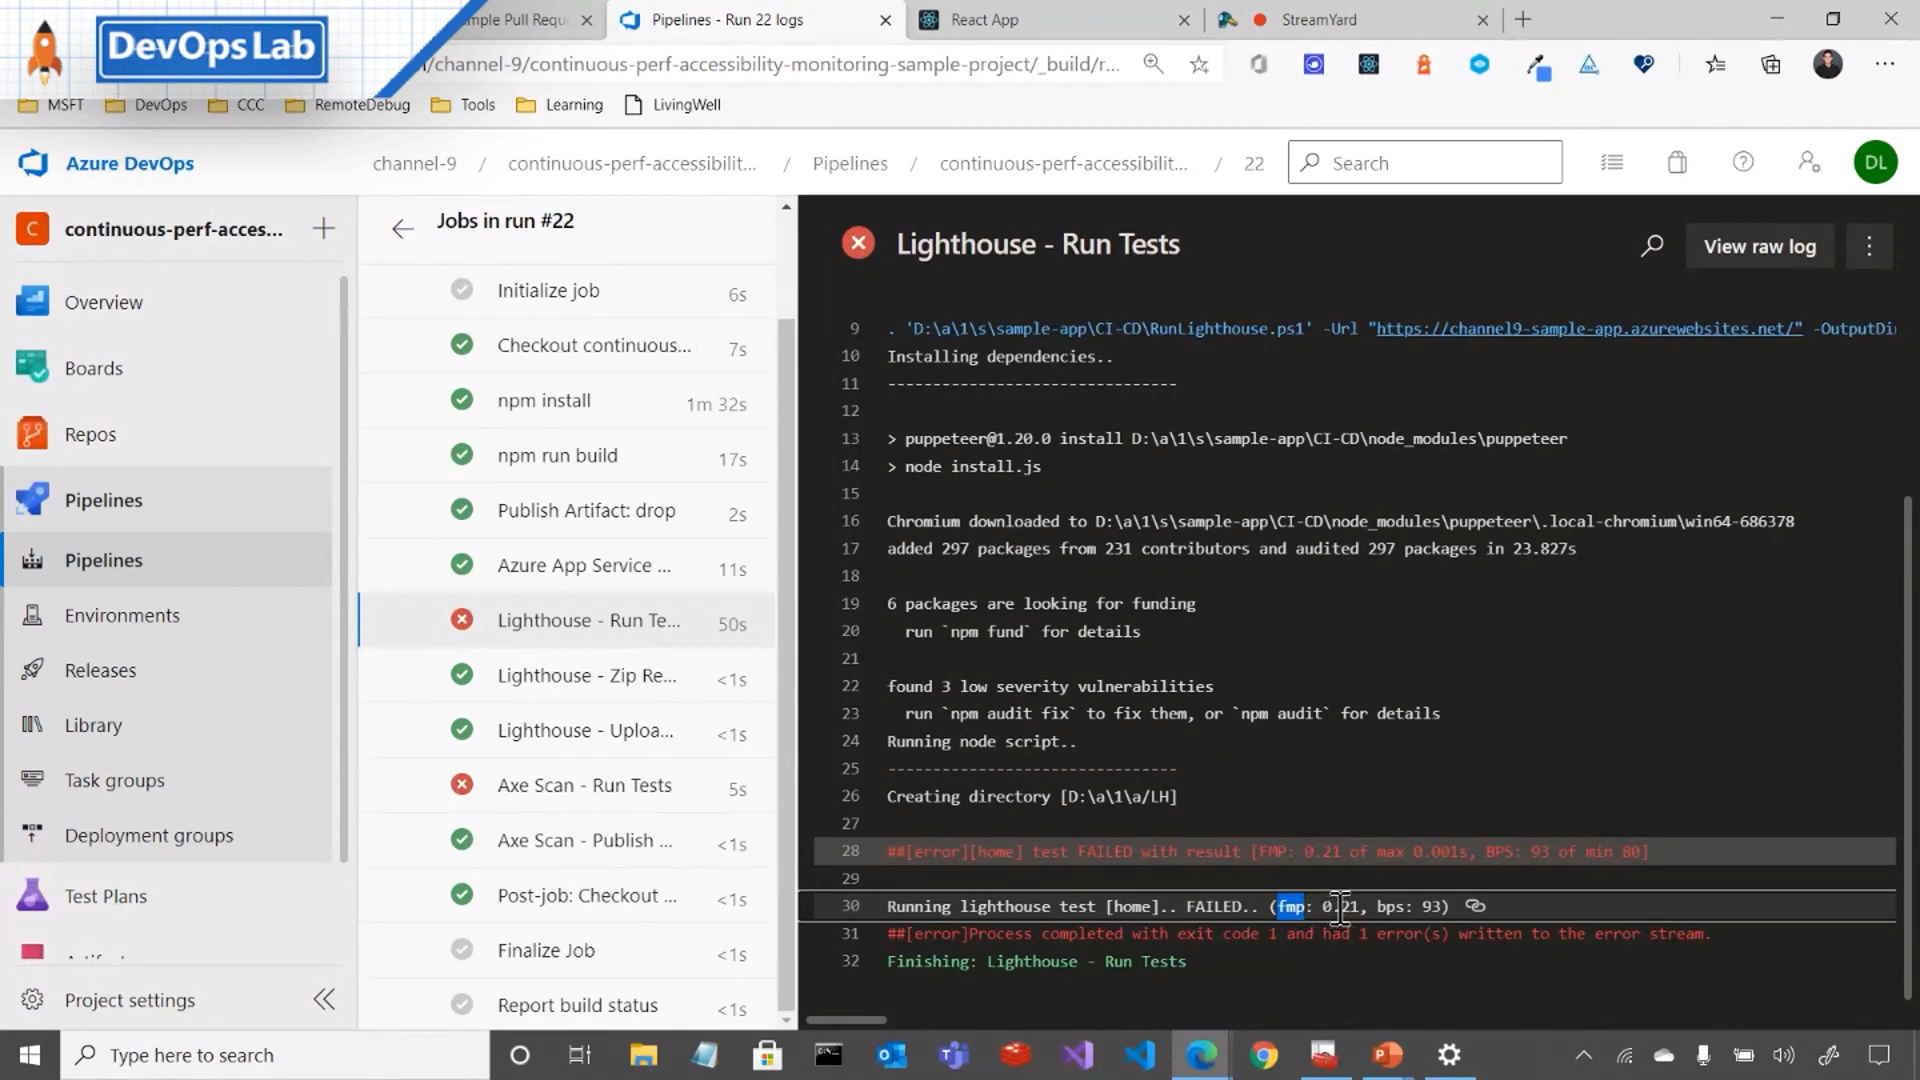 DevOps Lab
mple Pull Requ
Pipelines - Run 22 logs
React App
StreamYard
/channel-9/continuous-perf-accessibility-monitoring-sample-project/_build/r...
MSFT
DevOps
CCC
RemoteDebug
Tools
Learning
LivingWell
Azure DevOps
channel-9 / continuous-perf-accessibilit... / Pipelines / continuous-perf-accessibilit... / 22
Search
DL
C
continuous-perf-acces...
Overview
Boards
Repos
Pipelines
Pipelines
Environments
Releases
Library
Task groups
Deployment groups
Test Plans
Project settings
Jobs in run #22
Initialize job 6s
Checkout continuous... 7s
npm install 1m 32s
npm run build 17s
Publish Artifact: drop 2s
Azure App Service ... 11s
Lighthouse - Run Te... 50s
Lighthouse - Zip Re... <1s
Lighthouse - Uploa... <1s
Axe Scan - Run Tests 5s
Axe Scan - Publish ... <1s
Post-job: Checkout ... <1s
Finalize Job <1s
Report build status <1s
Lighthouse - Run Tests
View raw log
9 . 'D:\a\1\s\sample-app\CI-CD\RunLighthouse.ps1' -Url "https://channel9-sample-app.azurewebsites.net/" -OutputDi
10 Installing dependencies..
11 --------------------------------
12
13 > puppeteer@1.20.0 install D:\a\1\s\sample-app\CI-CD\node_modules\puppeteer
14 > node install.js
15
16 Chromium downloaded to D:\a\1\s\sample-app\CI-CD\node_modules\puppeteer\.local-chromium\win64-686378
17 added 297 packages from 231 contributors and audited 297 packages in 23.827s
18
19 6 packages are looking for funding
20 run `npm fund` for details
21
22 found 3 low severity vulnerabilities
23 run `npm audit fix` to fix them, or `npm audit` for details
24 Running node script..
25 --------------------------------
26 Creating directory [D:\a\1\a/LH]
27
28 ##[error][home] test FAILED with result [FMP: 0.21 of max 0.001s, BPS: 93 of min 80]
29
30 Running lighthouse test [home].. FAILED.. (fmp: 0.21, bps: 93)
31 ##[error]Process completed with exit code 1 and had 1 error(s) written to the error stream.
32 Finishing: Lighthouse - Run Tests
Type here to search